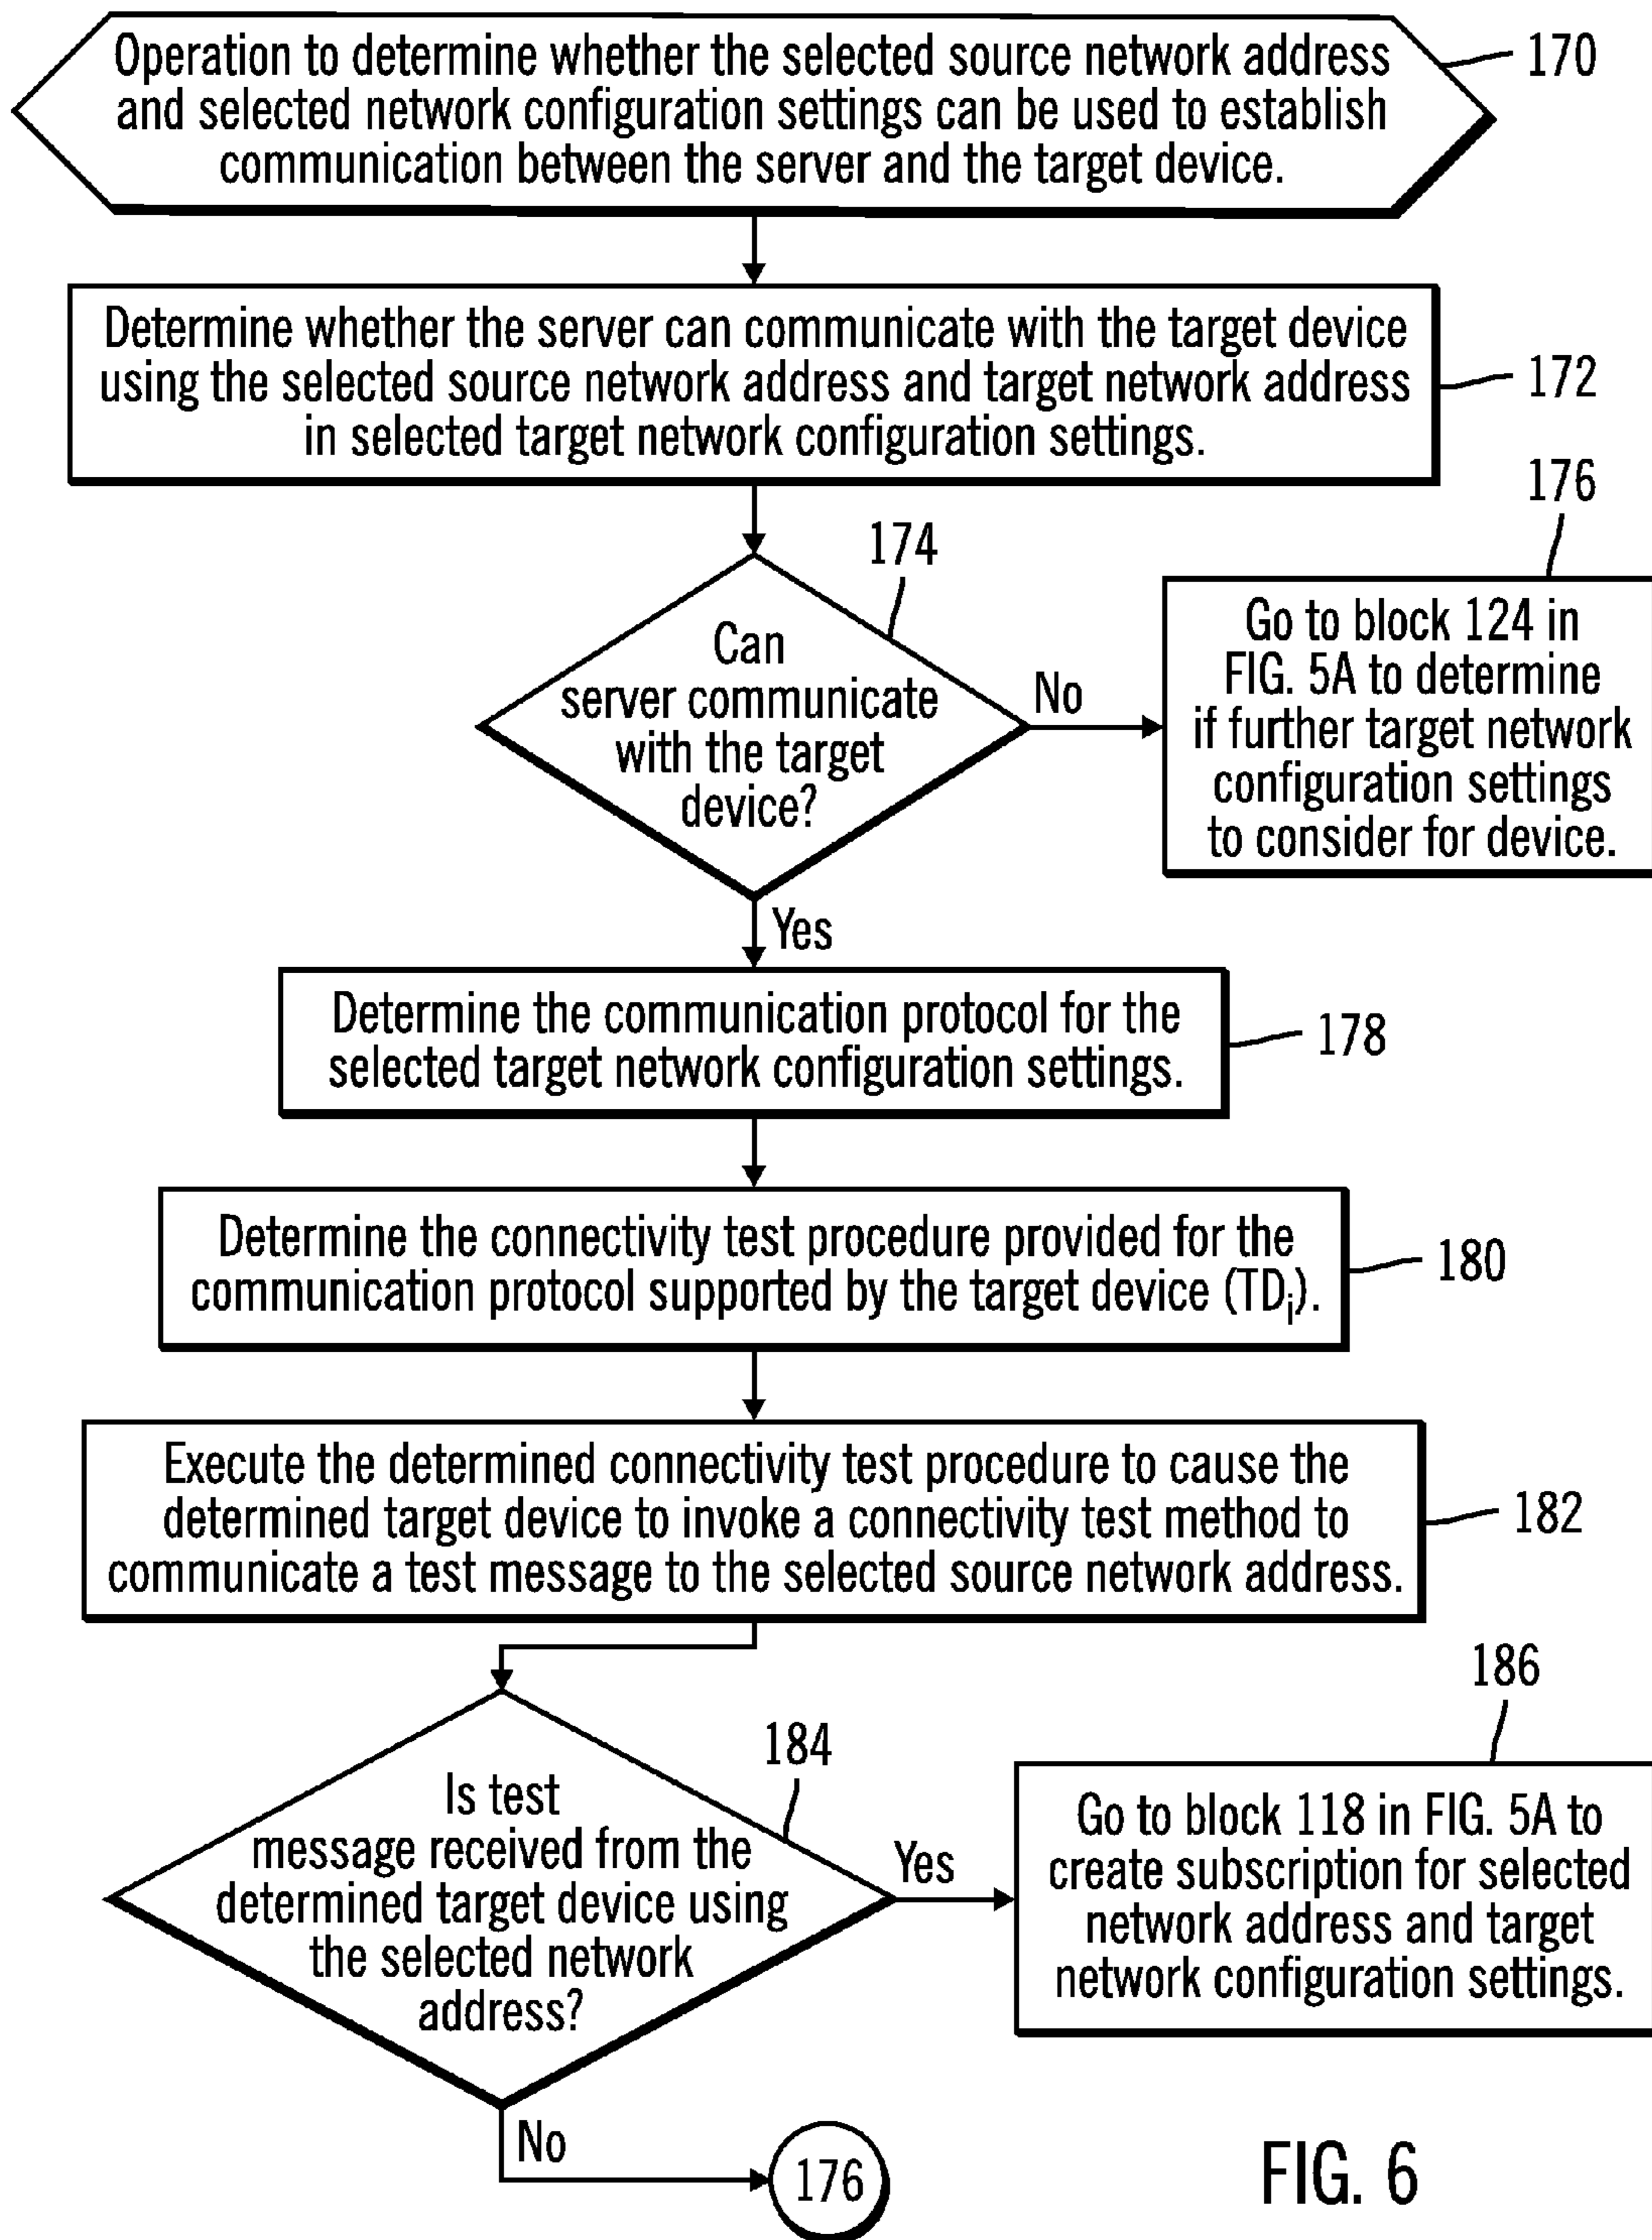 Operation to determine whether the selected source network address
and selected network configuration settings can be used to establish
communication between the server and the target device.
170
Determine whether the server can communicate with the target device
using the selected source network address and target network address
in selected target network configuration settings.
172
174
Can
server communicate
with the target
device?
No
176
Go to block 124 in
FIG. 5A to determine
if further target network
configuration settings
to consider for device.
Yes
Determine the communication protocol for the
selected target network configuration settings.
178
Determine the connectivity test procedure provided for the
communication protocol supported by the target device (TDi).
180
Execute the determined connectivity test procedure to cause the
determined target device to invoke a connectivity test method to
communicate a test message to the selected source network address.
182
184
Is test
message received from the
determined target device using
the selected network
address?
Yes
186
Go to block 118 in FIG. 5A to
create subscription for selected
network address and target
network configuration settings.
No
176
FIG. 6